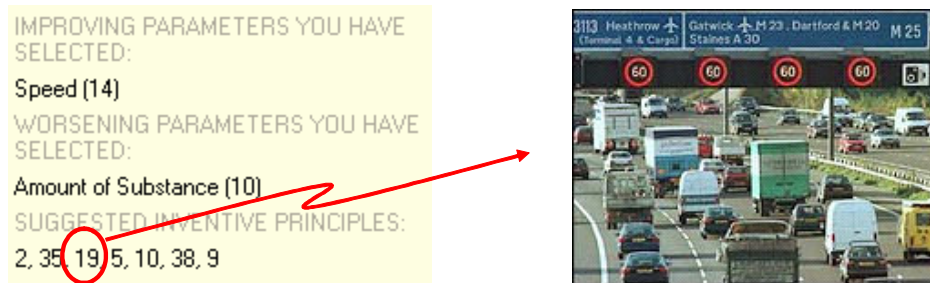 IMPROVING PARAMETERS YOU HAVE
SELECTED:
Speed (14)
WORSENING PARAMETERS YOU HAVE
SELECTED:
Amount of Substance (10)
SUGGESTED INVENTIVE PRINCIPLES:
2, 35, 19, 5, 10, 38, 9
3113 Heathrow
(Terminal 4 & Cargo)
Gatwick M 23 . Dartford & M 20
Staines A 30
M 25
60 60 60 60